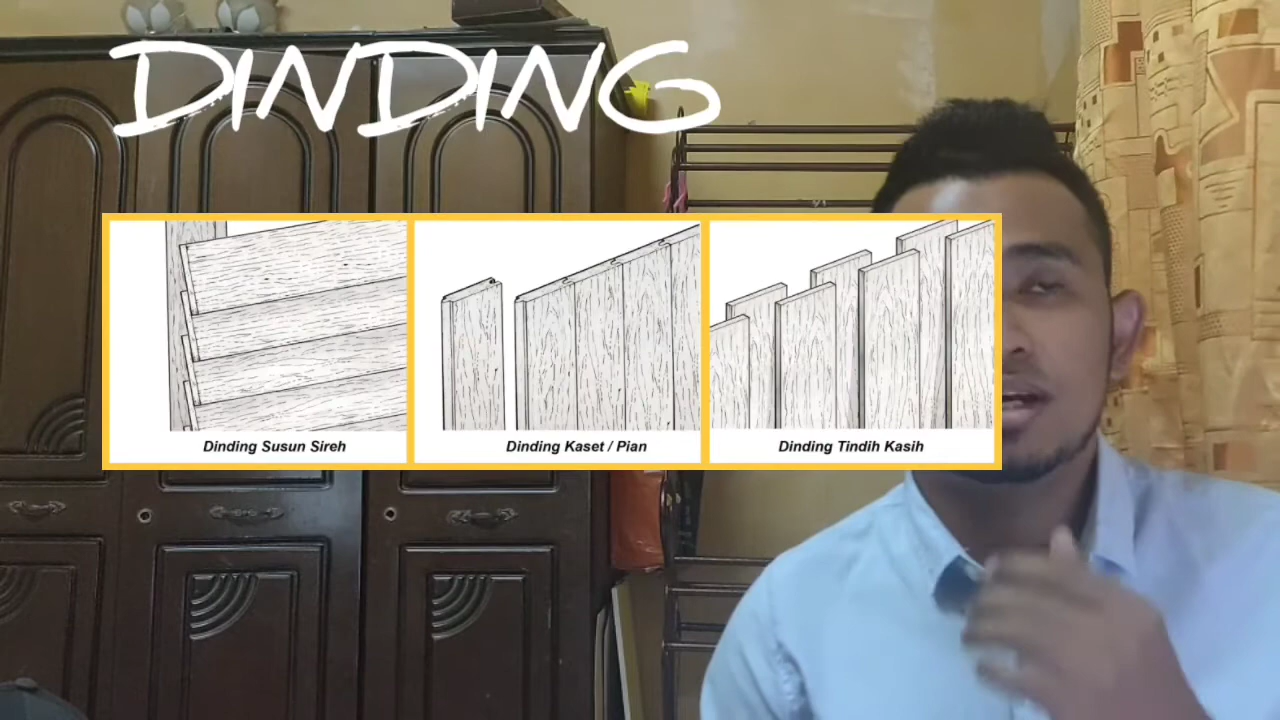 DINDING
Dinding Susun Sireh
Dinding Kaset / Pian
Dinding Tindih Kasih